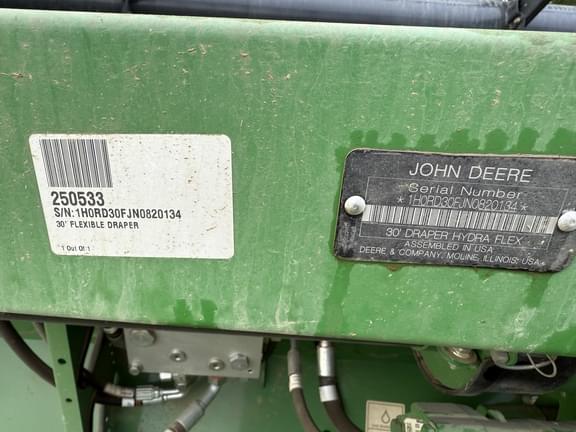 250533
S/N:1H0RD30FJN0820134
30' FLEXIBLE DRAPER
1 Out Of 1
JOHN DEERE
Serial Number
*1H0RD30FJN0820134*
30' DRAPER HYDRA FLEX
ASSEMBLED IN USA
DEERE & COMPANY, MOLINE, ILLINOIS, USA